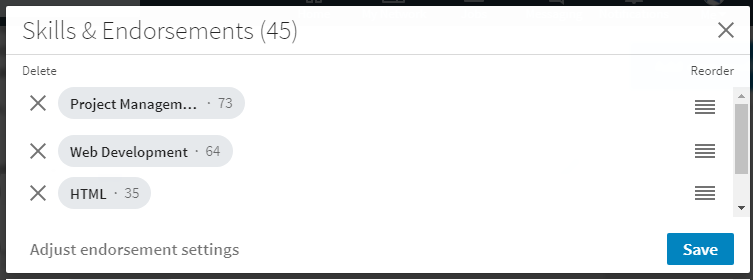 Skills & Endorsements (45)
Delete Reorder
Project Managem... · 73
Web Development · 64
HTML · 35
Adjust endorsement settings Save